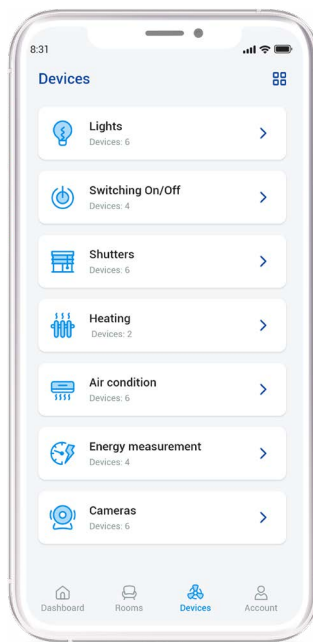 8:31
Devices
Lights
Devices: 6
Switching On/Off
Devices: 4
Shutters
Devices: 6
Heating
Devices: 2
Air condition
Devices: 6
Energy measurement
Devices: 4
Cameras
Devices: 6
Dashboard Rooms Devices Account